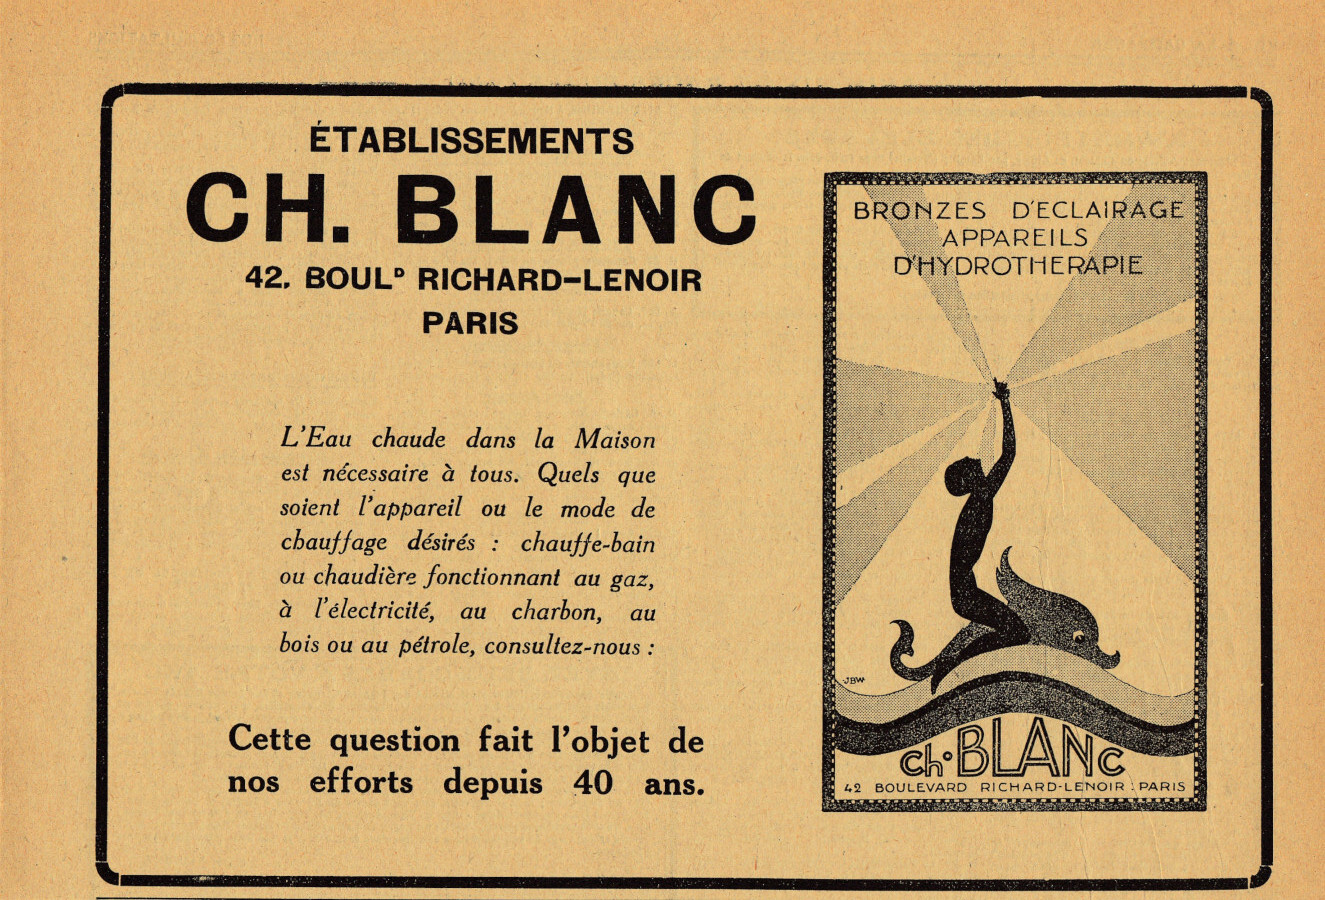 ÉTABLISSEMENTS
CH. BLANC
42. BOULD RICHARD-LENOIR
PARIS
L'Eau chaude dans la Maison
est nécessaire à tous. Quels que
soient l'appareil ou le mode de
chauffage désirés : chauffe-bain
ou chaudière fonctionnant au gaz,
à l'électricité, au charbon, au
bois ou au pétrole, consultez-nous :
Cette question fait l'objet de
nos efforts depuis 40 ans.
BRONZES D'ECLAIRAGE
APPAREILS
D'HYDROTHERAPIE
JBW
Ch. BLANC
42 BOULEVARD RICHARD-LENOIR : PARIS